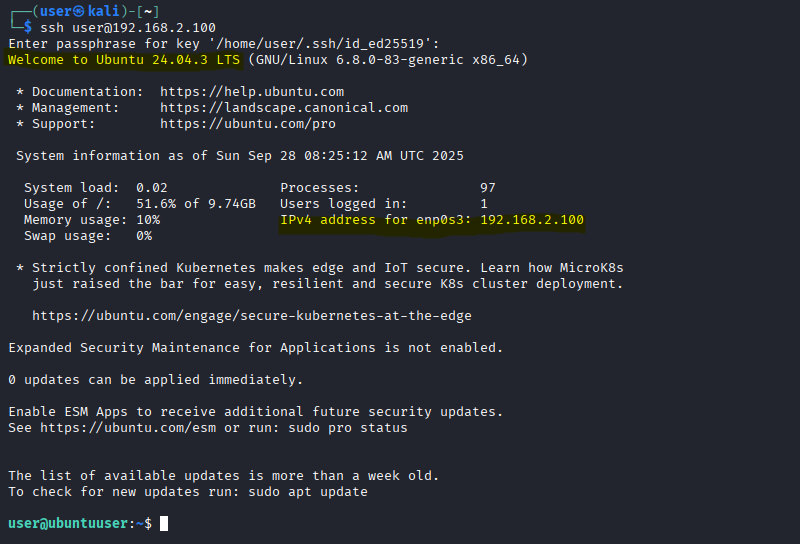 ┌──(user㉿kali)-[~]
└─$ ssh user@192.168.2.100
Enter passphrase for key '/home/user/.ssh/id_ed25519':
Welcome to Ubuntu 24.04.3 LTS (GNU/Linux 6.8.0-83-generic x86_64)

 * Documentation:  https://help.ubuntu.com
 * Management:     https://landscape.canonical.com
 * Support:        https://ubuntu.com/pro

 System information as of Sun Sep 28 08:25:12 AM UTC 2025

  System load:  0.02              Processes:               97
  Usage of /:   51.6% of 9.74GB   Users logged in:         1
  Memory usage: 10%               IPv4 address for enp0s3: 192.168.2.100
  Swap usage:   0%

 * Strictly confined Kubernetes makes edge and IoT secure. Learn how MicroK8s
   just raised the bar for easy, resilient and secure K8s cluster deployment.

   https://ubuntu.com/engage/secure-kubernetes-at-the-edge

Expanded Security Maintenance for Applications is not enabled.

0 updates can be applied immediately.

Enable ESM Apps to receive additional future security updates.
See https://ubuntu.com/esm or run: sudo pro status

The list of available updates is more than a week old.
To check for new updates run: sudo apt update

user@ubuntuuser:~$